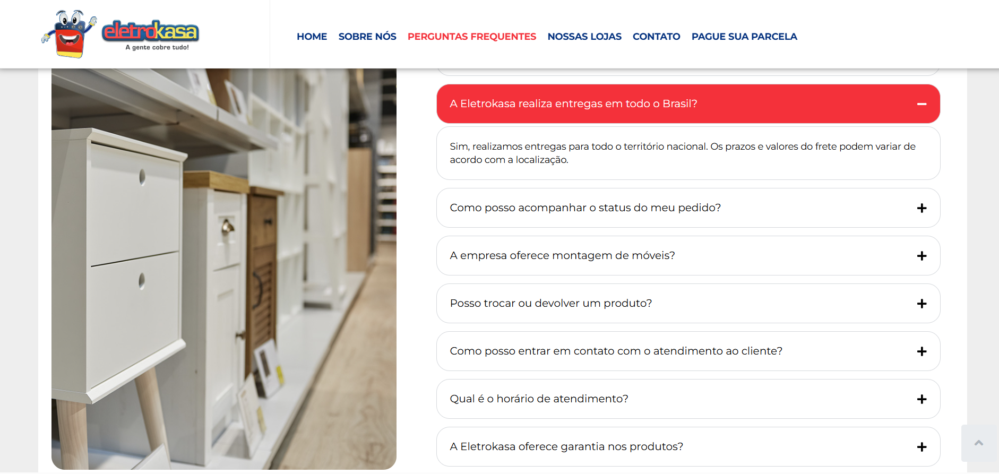 eletrokasa
A gente cobre tudo!
HOME SOBRE NÓS PERGUNTAS FREQUENTES NOSSAS LOJAS CONTATO PAGUE SUA PARCELA
A Eletrokasa realiza entregas em todo o Brasil?
Sim, realizamos entregas para todo o território nacional. Os prazos e valores do frete podem variar de
acordo com a localização.
Como posso acompanhar o status do meu pedido?
A empresa oferece montagem de móveis?
Posso trocar ou devolver um produto?
Como posso entrar em contato com o atendimento ao cliente?
Qual é o horário de atendimento?
A Eletrokasa oferece garantia nos produtos?